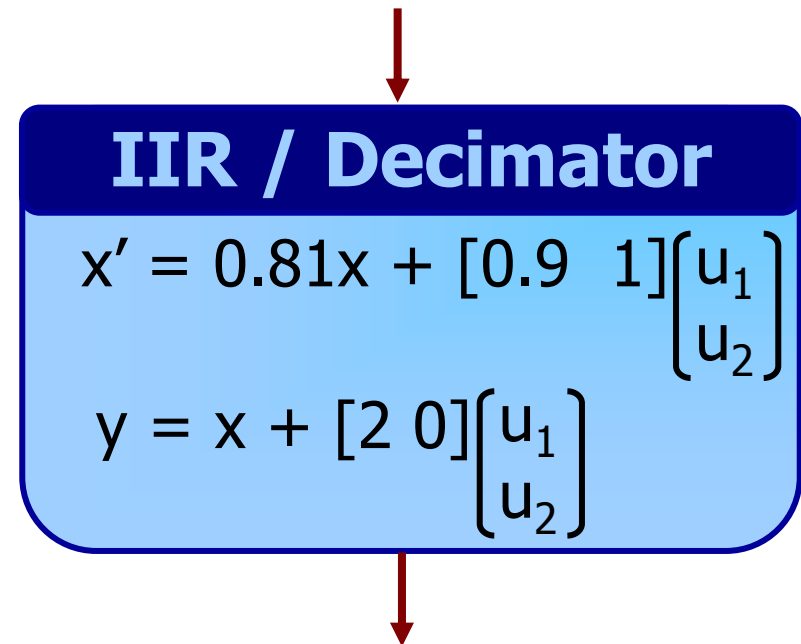 IIR / Decimator
x′ = 0.81x + [0.9 1][u₁
u₂]
y = x + [2 0][u₁
u₂]